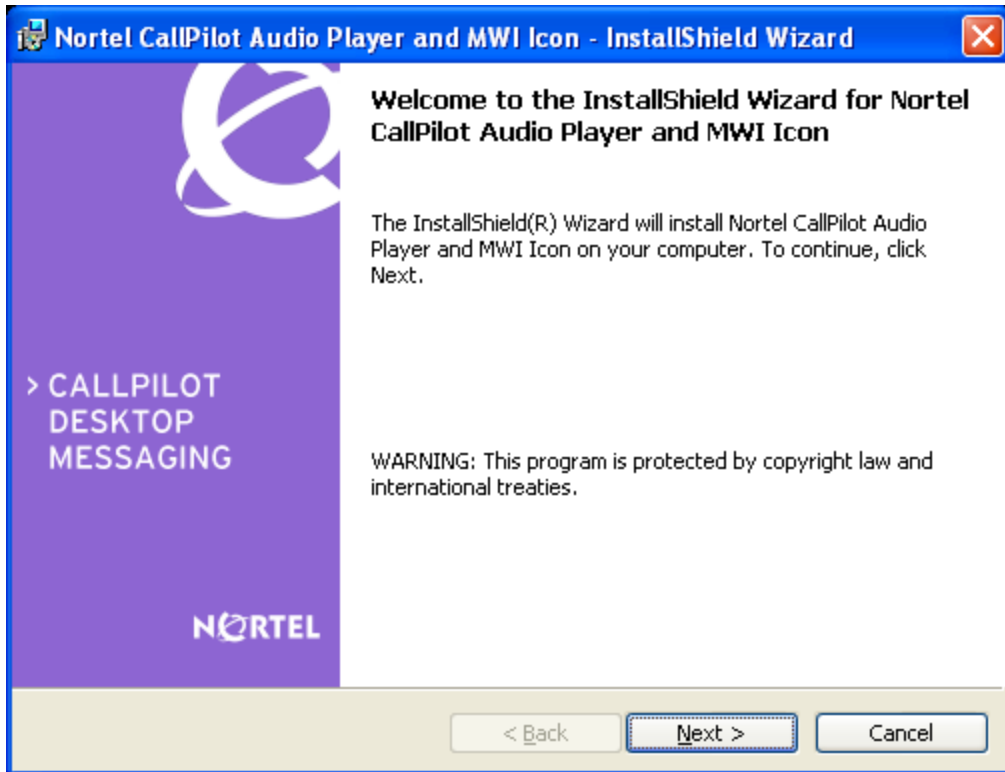 Nortel CallPilot Audio Player and MWI Icon - InstallShield Wizard
Welcome to the InstallShield Wizard for Nortel
CallPilot Audio Player and MWI Icon
The InstallShield(R) Wizard will install Nortel CallPilot Audio
Player and MWI Icon on your computer. To continue, click
Next.
> CALLPILOT
DESKTOP
MESSAGING
WARNING: This program is protected by copyright law and
international treaties.
NORTEL
< Back
Next >
Cancel